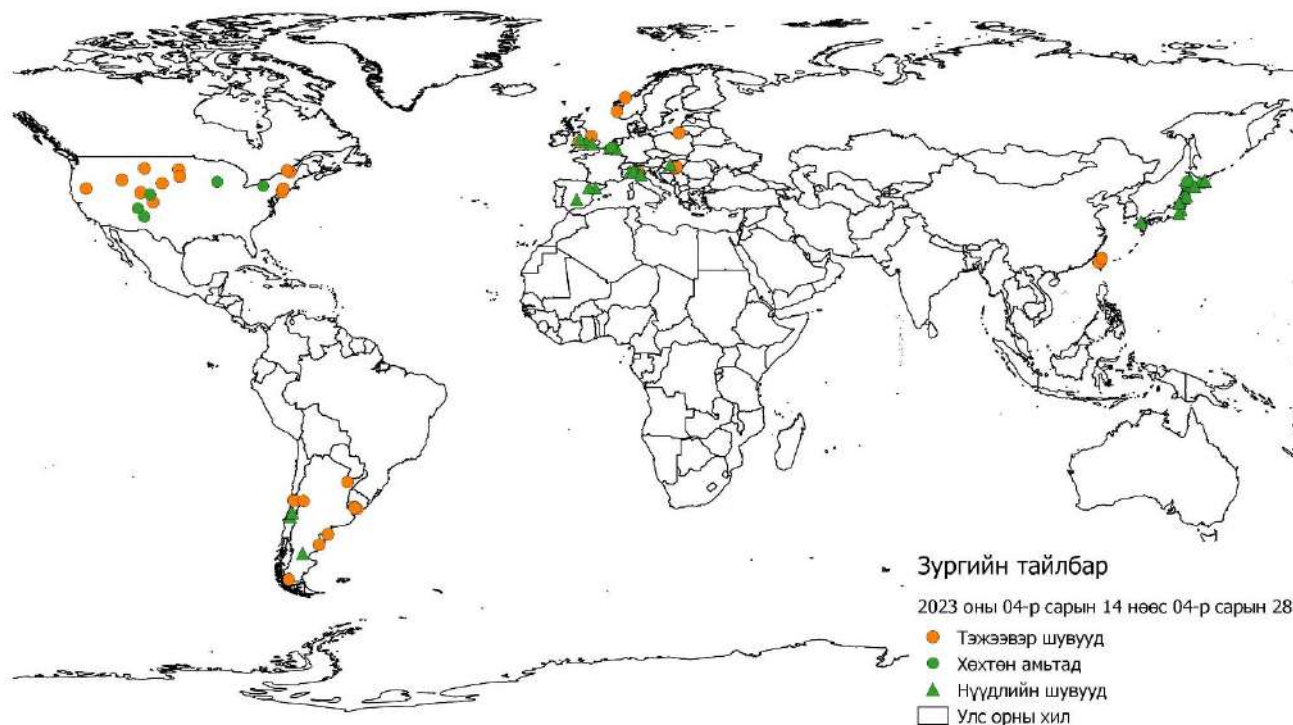 Зургийн тайлбар
2023 оны 04-р сарын 14 нөөс 04-р сарын 28
Тэжээвэр шувууд
Хөхтөн амьтад
Нүүдлийн шувууд
Улс орны хил